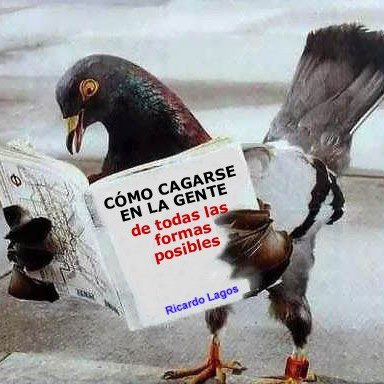 CÓMO CAGARSE
EN LA GENTE
de todas las
formas
posibles
Ricardo Lagos